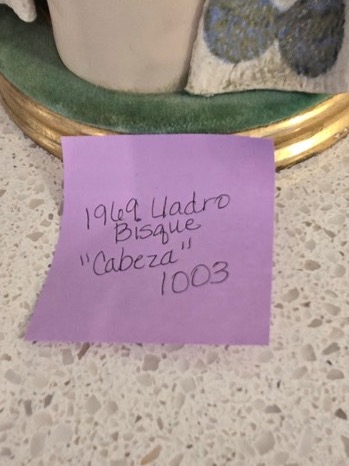 1969 Lladro
Bisque
"Cabeza"
1003